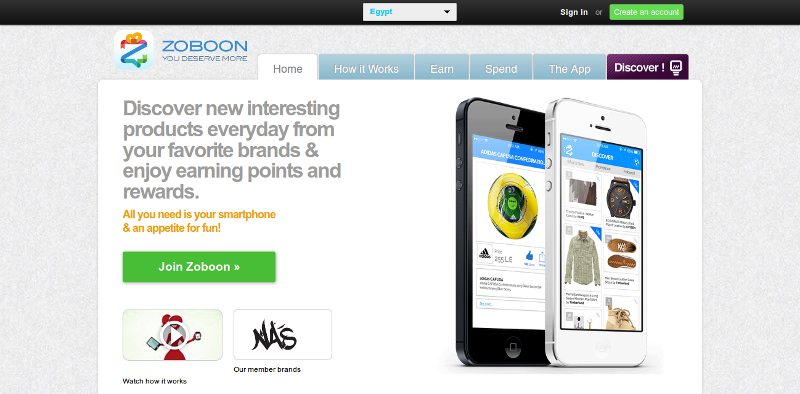 Egypt
Sign In or Create an account
ZOBOON
YOU DESERVE MORE
Home
How it Works
Earn
Spend
The App
Discover !
Discover new interesting
products everyday from
your favorite brands &
enjoy earning points and
rewards.
All you need is your smartphone
& an appetite for fun!
Join Zoboon »
NAS
Watch how it works
Our member brands
DISCOVER
adidas
Price
255 LE
ADIDAS CAFUSA